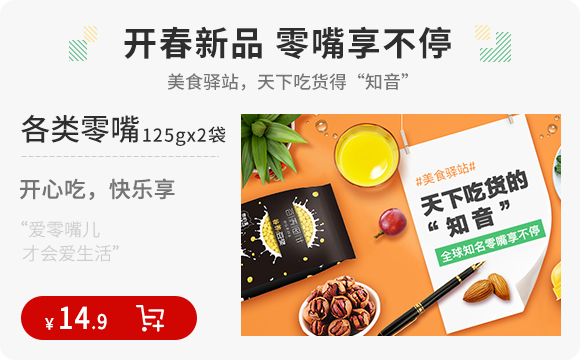 开春新品 零嘴享不停
美食驿站，天下吃货得“知音”
各类零嘴125gx2袋
开心吃，快乐享
“爱零嘴儿
才会爱生活”
¥14.9
#美食驿站#
天下吃货的
“知音”
全球知名零嘴享不停